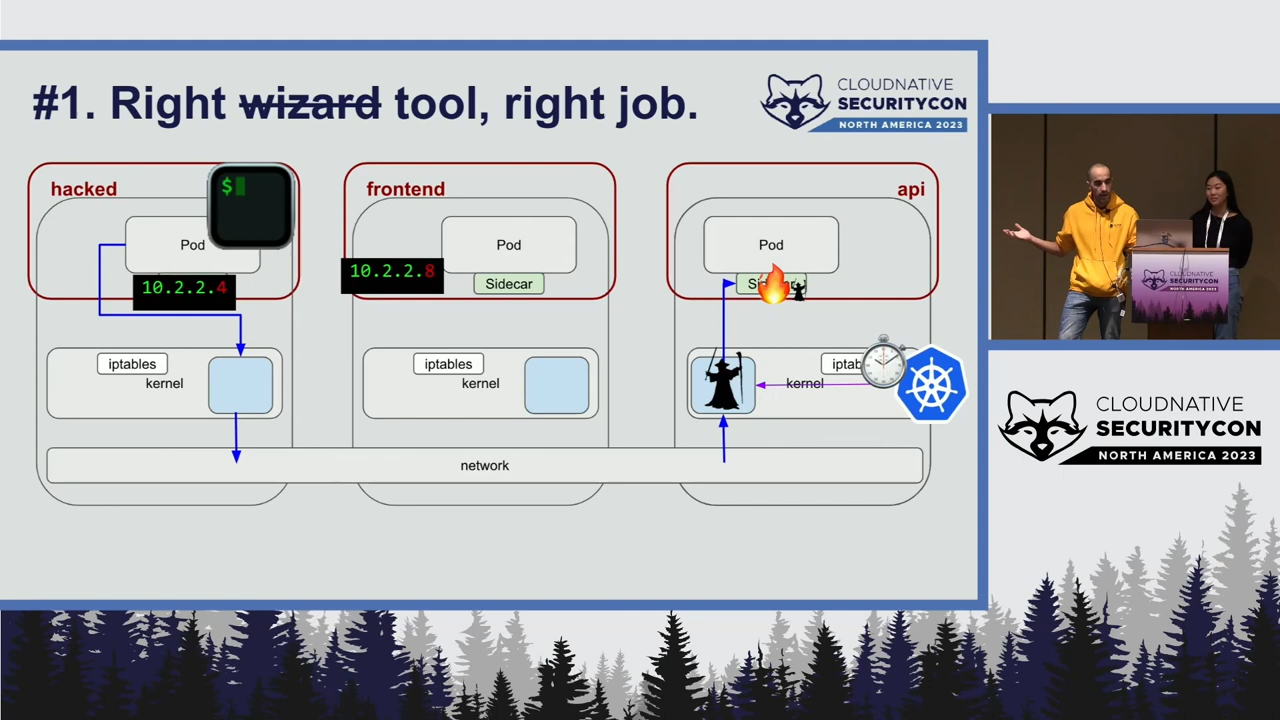 #1. Right wizard tool, right job.
CLOUDNATIVE
SECURITYCON
NORTH AMERICA 2023
hacked
$
Pod
10.2.2.4
iptables
kernel
frontend
Pod
10.2.2.8
Sidecar
iptables
kernel
api
Pod
kernel
network
CLOUDNATIVE
SECURITYCON
NORTH AMERICA 2023